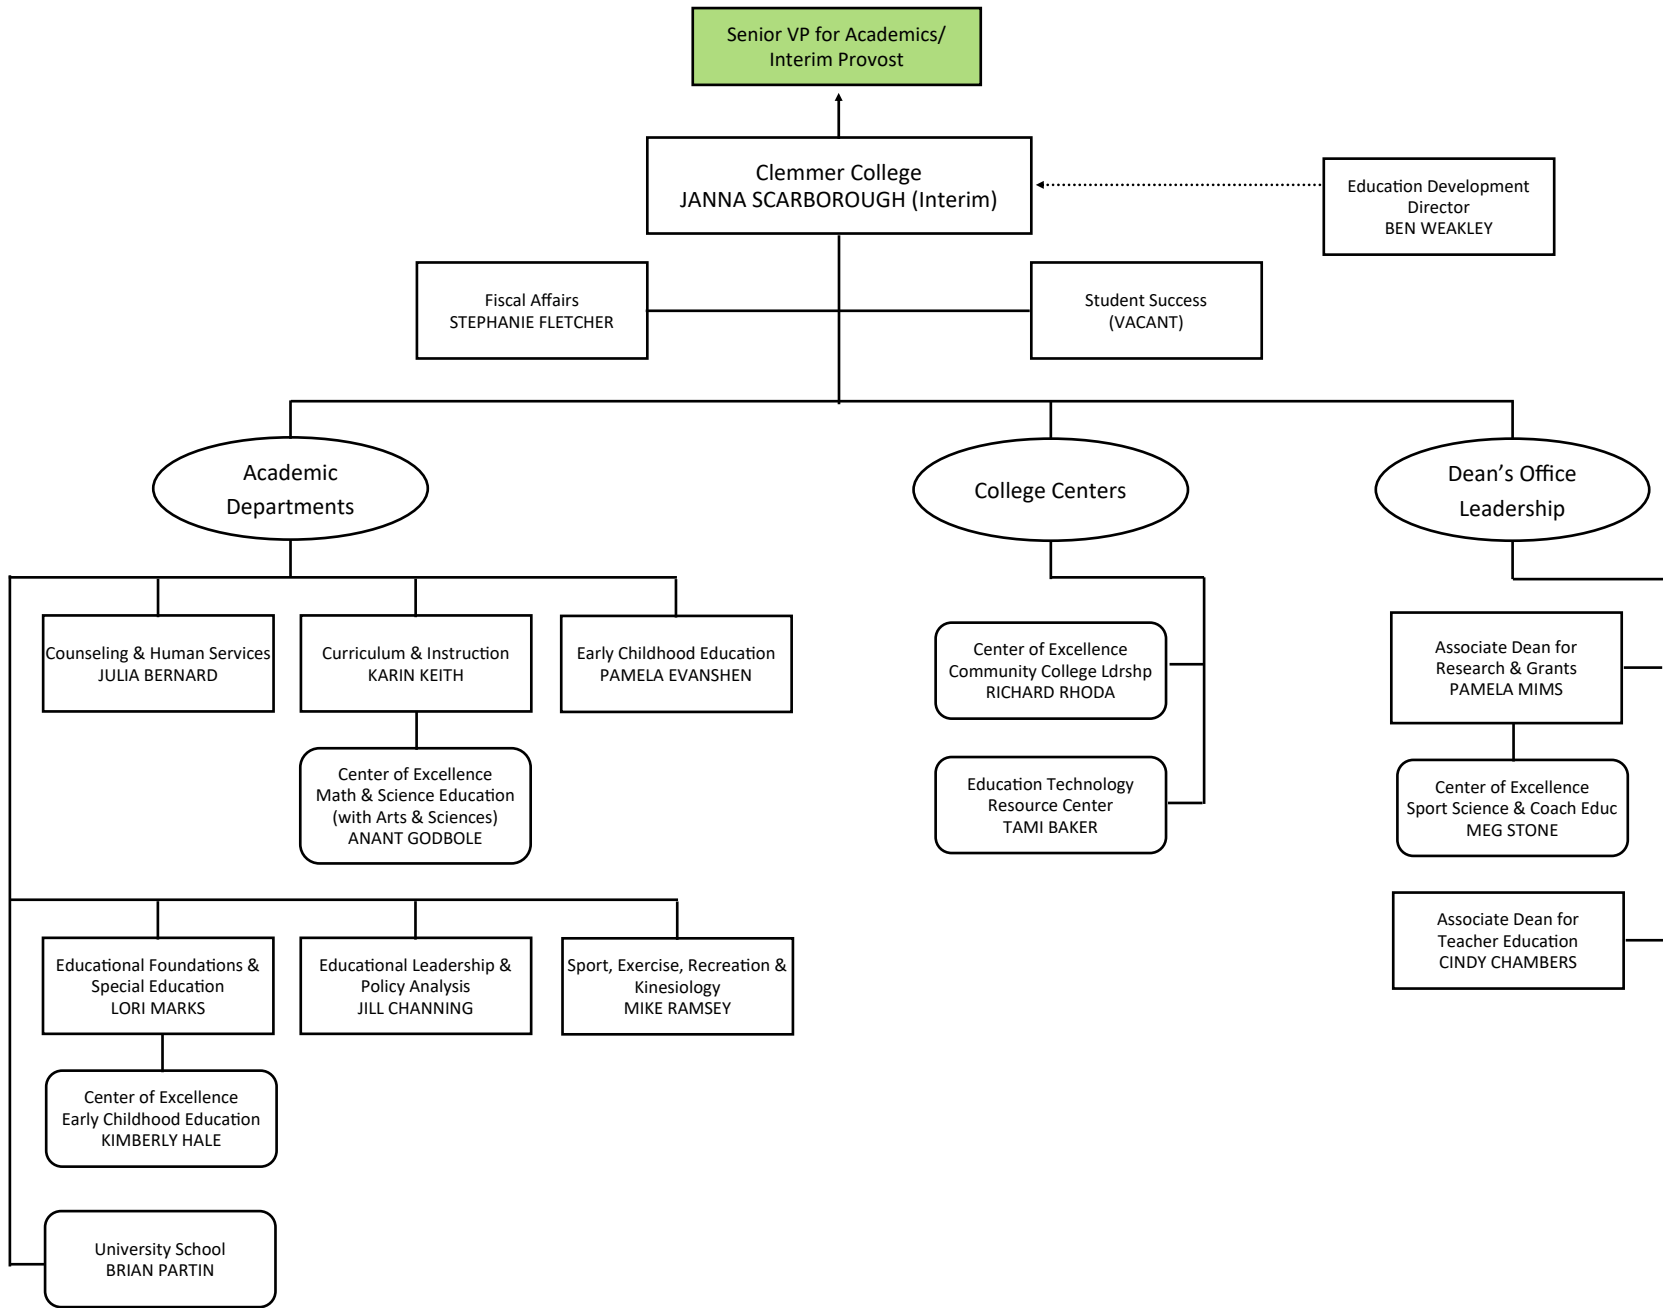 Senior VP for Academics/
Interim Provost
Clemmer College
JANNA SCARBOROUGH (Interim)
Education Development
Director
BEN WEAKLEY
Fiscal Affairs
STEPHANIE FLETCHER
Student Success
(VACANT)
Academic
Departments
College Centers
Dean’s Office
Leadership
Counseling & Human Services
JULIA BERNARD
Curriculum & Instruction
KARIN KEITH
Early Childhood Education
PAMELA EVANSHEN
Center of Excellence
Math & Science Education
(with Arts & Sciences)
ANANT GODBOLE
Educational Foundations &
Special Education
LORI MARKS
Educational Leadership &
Policy Analysis
JILL CHANNING
Sport, Exercise, Recreation &
Kinesiology
MIKE RAMSEY
Center of Excellence
Early Childhood Education
KIMBERLY HALE
University School
BRIAN PARTIN
Center of Excellence
Community College Ldrshp
RICHARD RHODA
Education Technology
Resource Center
TAMI BAKER
Associate Dean for
Research & Grants
PAMELA MIMS
Center of Excellence
Sport Science & Coach Educ
MEG STONE
Associate Dean for
Teacher Education
CINDY CHAMBERS